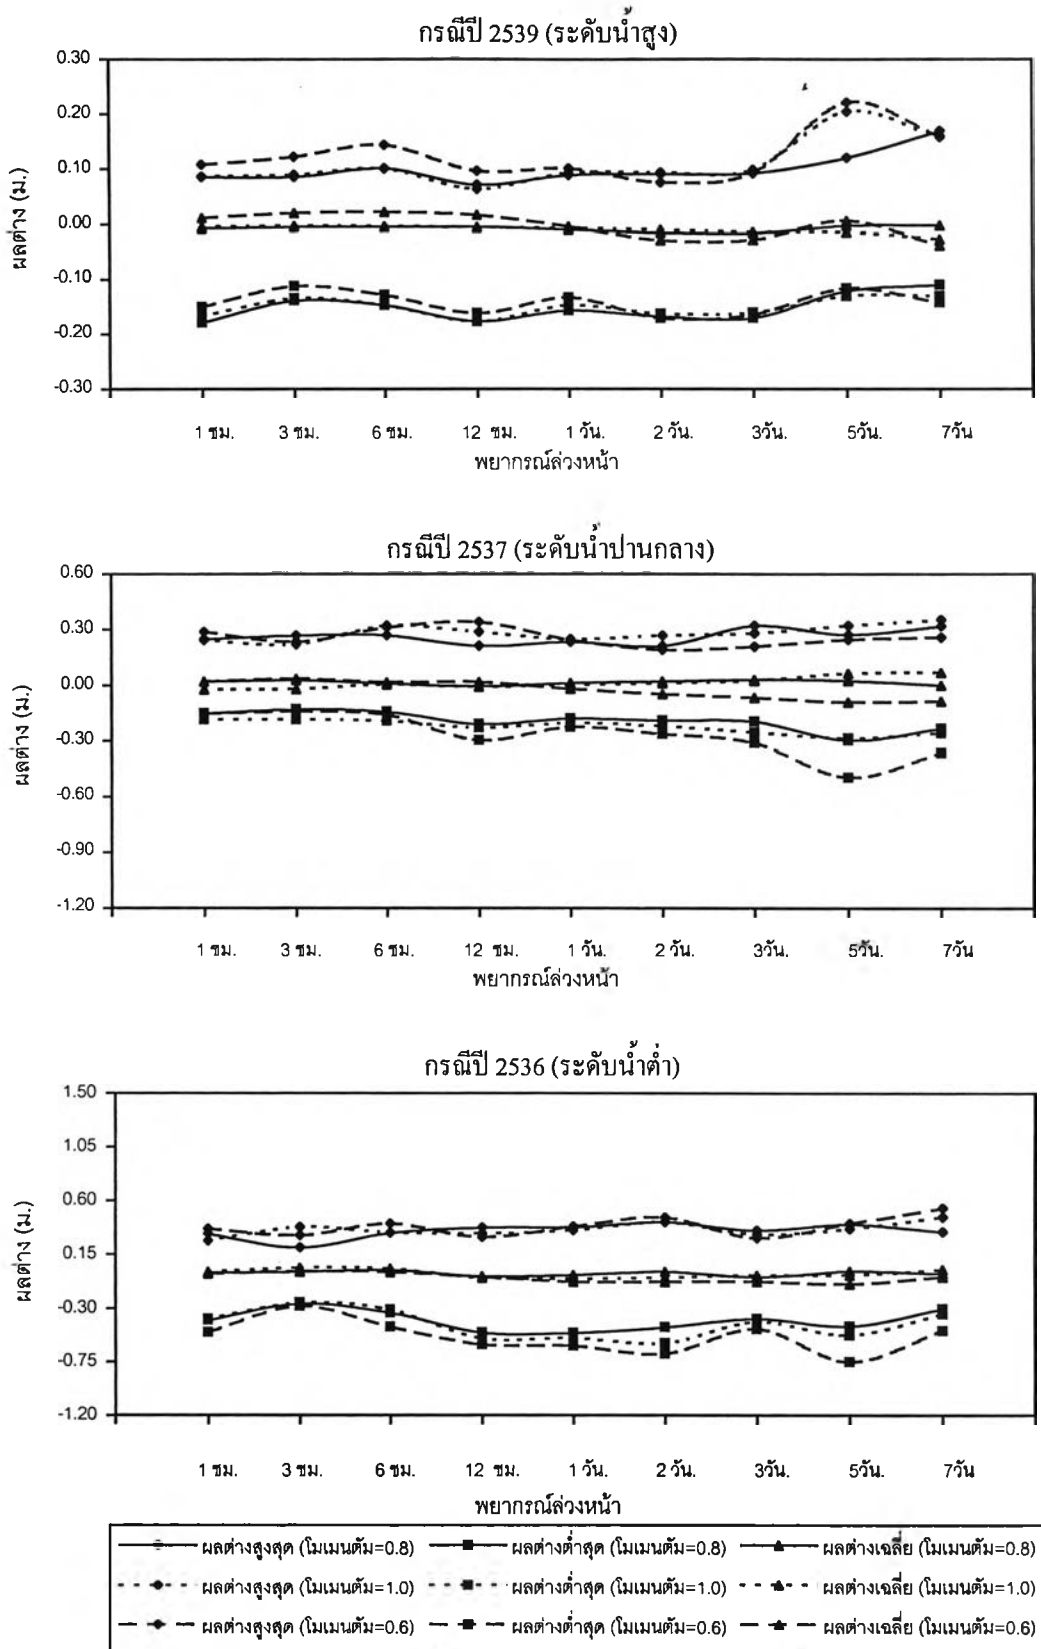 กรณีปี 2539 (ระดับน้ำสูง)
0.30
0.20
0.10
0.00
-0.10
-0.20
-0.30
ผลต่าง (ม.)
1 ชม. 3 ชม. 6 ชม. 12 ชม. 1 วัน. 2 วัน. 3วัน. 5วัน. 7วัน
พยากรณ์ล่วงหน้า
กรณีปี 2537 (ระดับน้ำปานกลาง)
0.60
0.30
0.00
-0.30
-0.60
-0.90
-1.20
ผลต่าง (ม.)
1 ชม. 3 ชม. 6 ชม. 12 ชม. 1 วัน. 2 วัน. 3วัน. 5วัน. 7วัน
พยากรณ์ล่วงหน้า
กรณีปี 2536 (ระดับน้ำต่ำ)
1.50
1.05
0.60
0.15
-0.30
-0.75
-1.20
ผลต่าง (ม.)
1 ชม. 3 ชม. 6 ชม. 12 ชม. 1 วัน. 2 วัน. 3วัน. 5วัน. 7วัน
พยากรณ์ล่วงหน้า
ผลต่างสูงสุด (โมเมนตัม=0.8) ผลต่างต่ำสุด (โมเมนตัม=0.8) ผลต่างเฉลี่ย (โมเมนตัม=0.8)
ผลต่างสูงสุด (โมเมนตัม=1.0) ผลต่างต่ำสุด (โมเมนตัม=1.0) ผลต่างเฉลี่ย (โมเมนตัม=1.0)
ผลต่างสูงสุด (โมเมนตัม=0.6) ผลต่างต่ำสุด (โมเมนตัม=0.6) ผลต่างเฉลี่ย (โมเมนตัม=0.6)